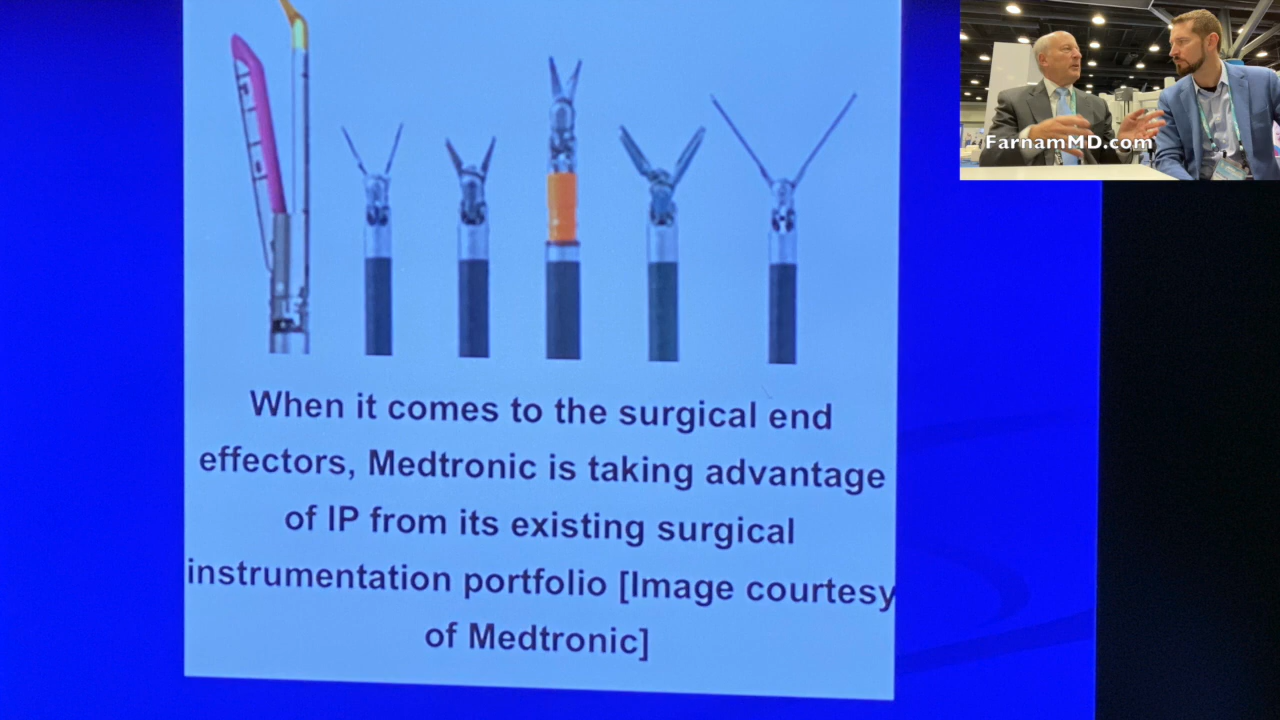 FarnamMD.com
When it comes to the surgical end
effectors, Medtronic is taking advantage
of IP from its existing surgical
instrumentation portfolio [Image courtesy
of Medtronic]